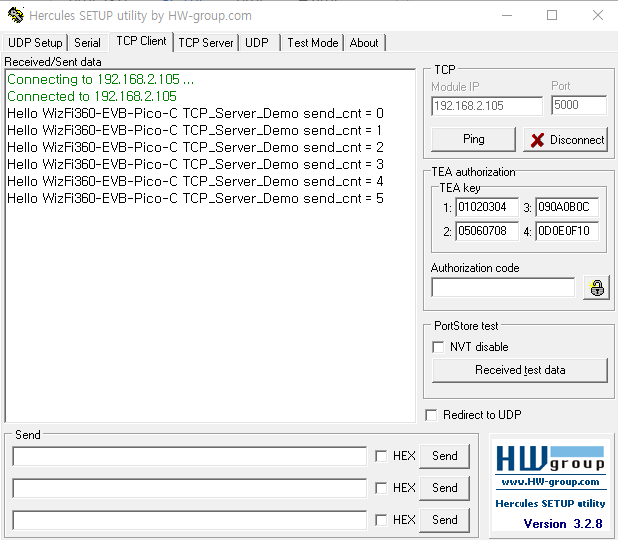 Hercules SETUP utility by HW-group.com
UDP Setup Serial TCP Client TCP Server UDP Test Mode About
Received/Sent data
Connecting to 192.168.2.105 ...
Connected to 192.168.2.105
Hello WizFi360-EVB-Pico-C TCP_Server_Demo send_cnt = 0
Hello WizFi360-EVB-Pico-C TCP_Server_Demo send_cnt = 1
Hello WizFi360-EVB-Pico-C TCP_Server_Demo send_cnt = 2
Hello WizFi360-EVB-Pico-C TCP_Server_Demo send_cnt = 3
Hello WizFi360-EVB-Pico-C TCP_Server_Demo send_cnt = 4
Hello WizFi360-EVB-Pico-C TCP_Server_Demo send_cnt = 5
TCP
Module IP Port
192.168.2.105 5000
Ping Disconnect
TEA authorization
TEA key
1: 01020304 3: 090A0B0C
2: 05060708 4: 0D0E0F10
Authorization code
PortStore test
NVT disable
Received test data
Redirect to UDP
Send
HEX Send
HEX Send
HEX Send
HW group
www.HW-group.com
Hercules SETUP utility
Version 3.2.8